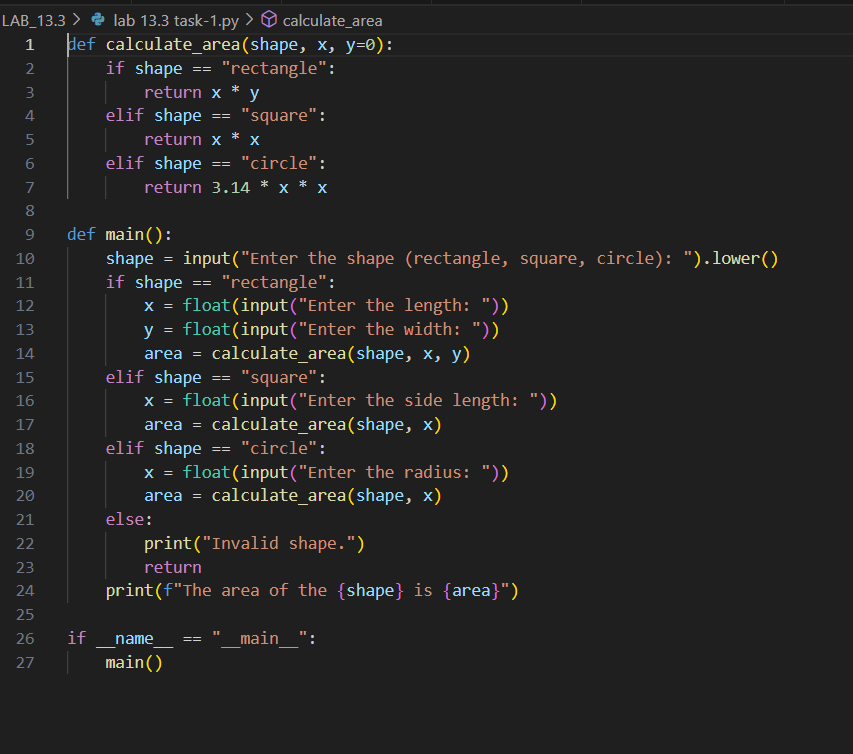 LAB_13.3 > lab 13.3 task-1.py > calculate_area
1 def calculate_area(shape, x, y=0):
2     if shape == "rectangle":
3         return x * y
4     elif shape == "square":
5         return x * x
6     elif shape == "circle":
7         return 3.14 * x * x
8
9 def main():
10     shape = input("Enter the shape (rectangle, square, circle): ").lower()
11     if shape == "rectangle":
12         x = float(input("Enter the length: "))
13         y = float(input("Enter the width: "))
14         area = calculate_area(shape, x, y)
15     elif shape == "square":
16         x = float(input("Enter the side length: "))
17         area = calculate_area(shape, x)
18     elif shape == "circle":
19         x = float(input("Enter the radius: "))
20         area = calculate_area(shape, x)
21     else:
22         print("Invalid shape.")
23         return
24     print(f"The area of the {shape} is {area}")
25
26 if __name__ == "__main__":
27     main()